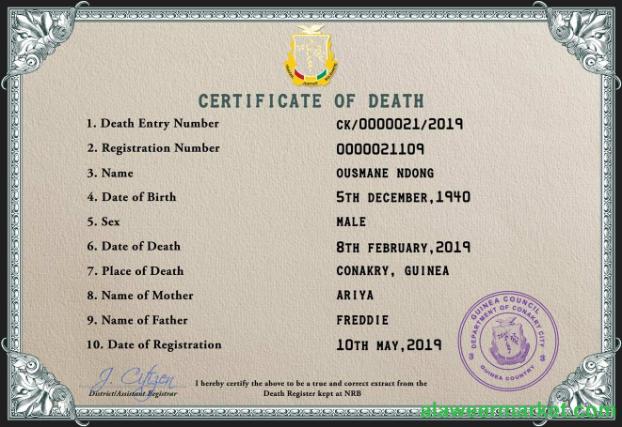 CERTIFICATE OF DEATH
1. Death Entry Number CK/0000021/2019
2. Registration Number 0000021109
3. Name OUSMANE NDONG
4. Date of Birth 5TH DECEMBER,1940
5. Sex MALE
6. Date of Death 8TH FEBRUARY,2019
7. Place of Death CONAKRY, GUINEA
8. Name of Mother ARIYA
9. Name of Father FREDDIE
10. Date of Registration 10TH MAY,2019
GUINEA COUNCIL
DEPARTMENT OF CONAKRY CITY
GUINEA COUNTRY
J. Citizen
District/Assistant Registrar
I hereby certify the above to be a true and correct extract from the
Death Register kept at NRB